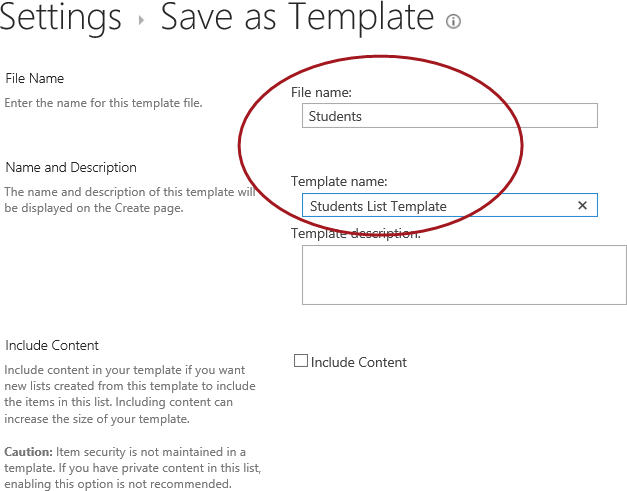 Settings › Save as Template
File Name
Enter the name for this template file.
File name:
Students
Name and Description
The name and description of this template will
be displayed on the Create page.
Template name:
Students List Template
Template description:
Include Content
Include content in your template if you want
new lists created from this template to include
the items in this list. Including content can
increase the size of your template.
Caution: Item security is not maintained in a
template. If you have private content in this list,
enabling this option is not recommended.
Include Content